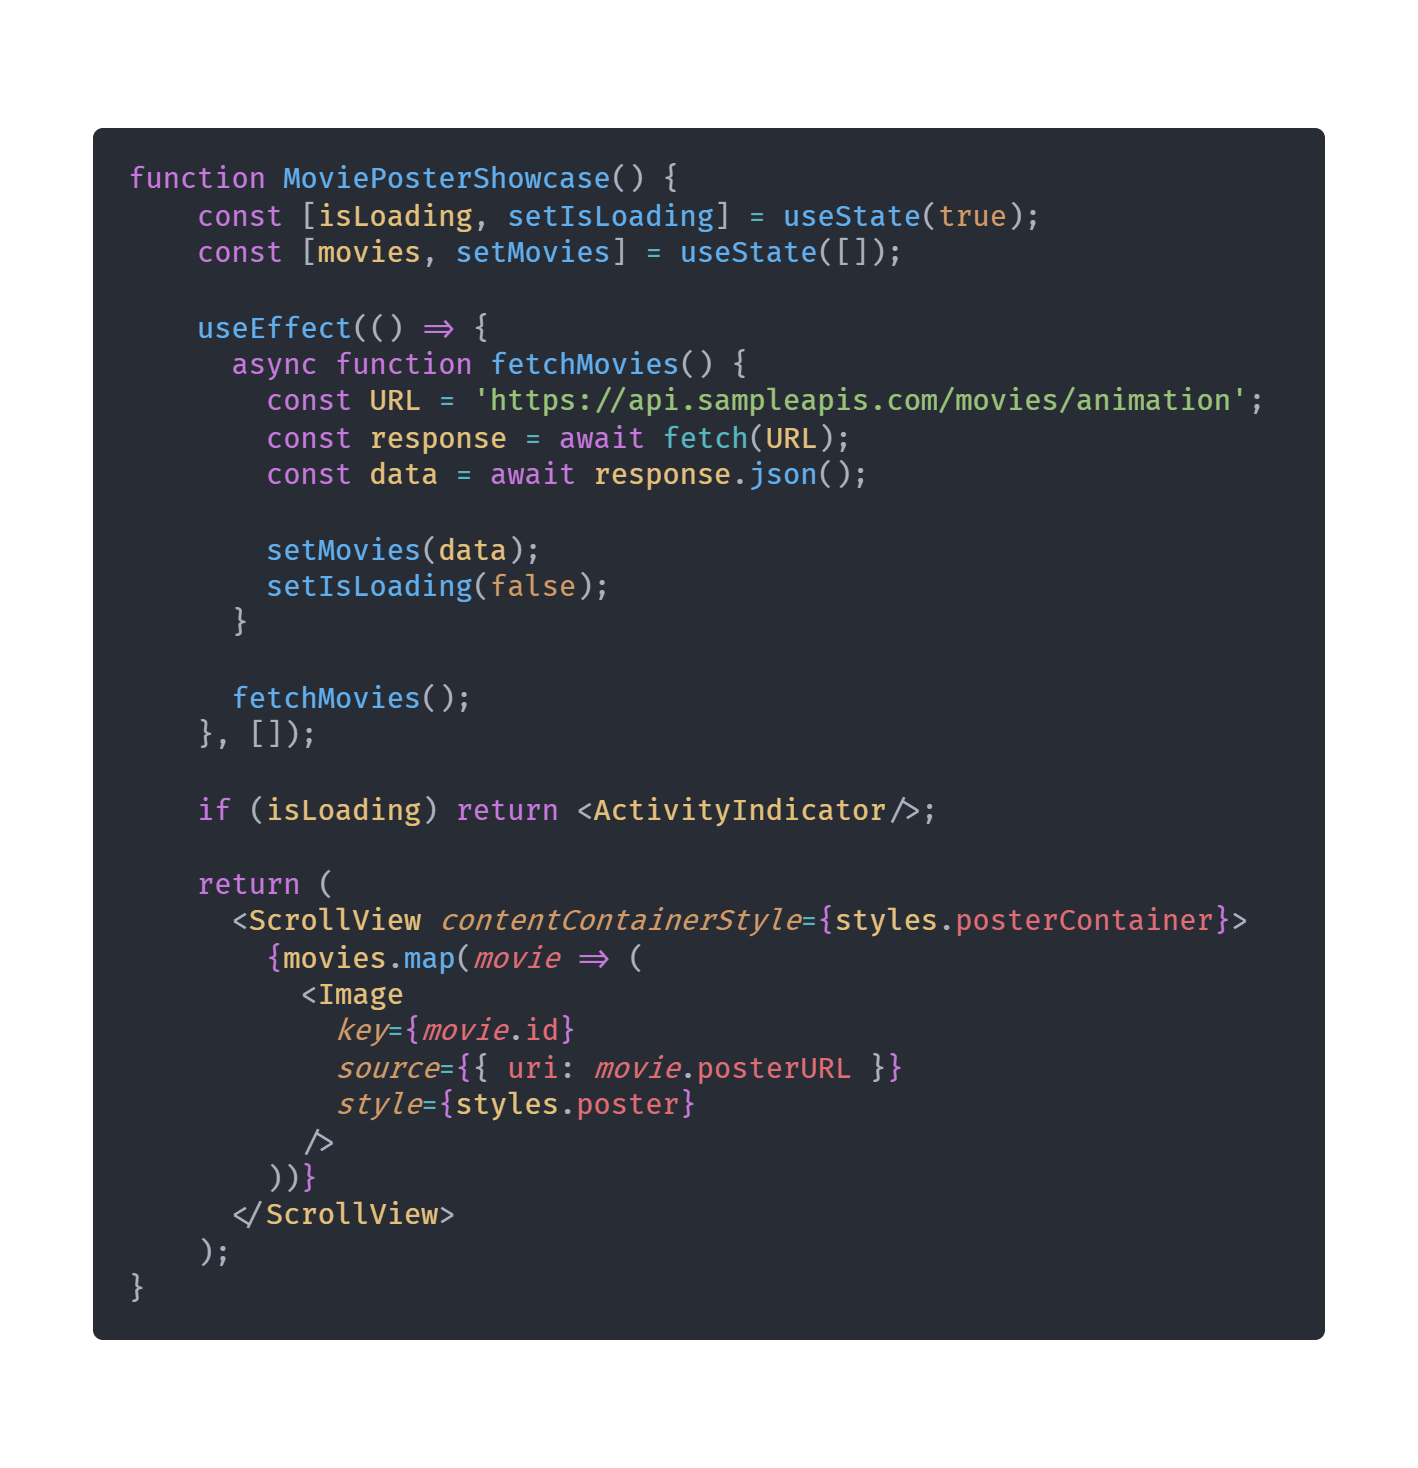 function MoviePosterShowcase() {
    const [isLoading, setIsLoading] = useState(true);
    const [movies, setMovies] = useState([]);

    useEffect(() => {
      async function fetchMovies() {
        const URL = 'https://api.sampleapis.com/movies/animation';
        const response = await fetch(URL);
        const data = await response.json();

        setMovies(data);
        setIsLoading(false);
      }

      fetchMovies();
    }, []);

    if (isLoading) return <ActivityIndicator/>;

    return (
      <ScrollView contentContainerStyle={styles.posterContainer}>
        {movies.map(movie => (
          <Image
            key={movie.id}
            source={{ uri: movie.posterURL }}
            style={styles.poster}
          />
        ))}
      </ScrollView>
    );
}